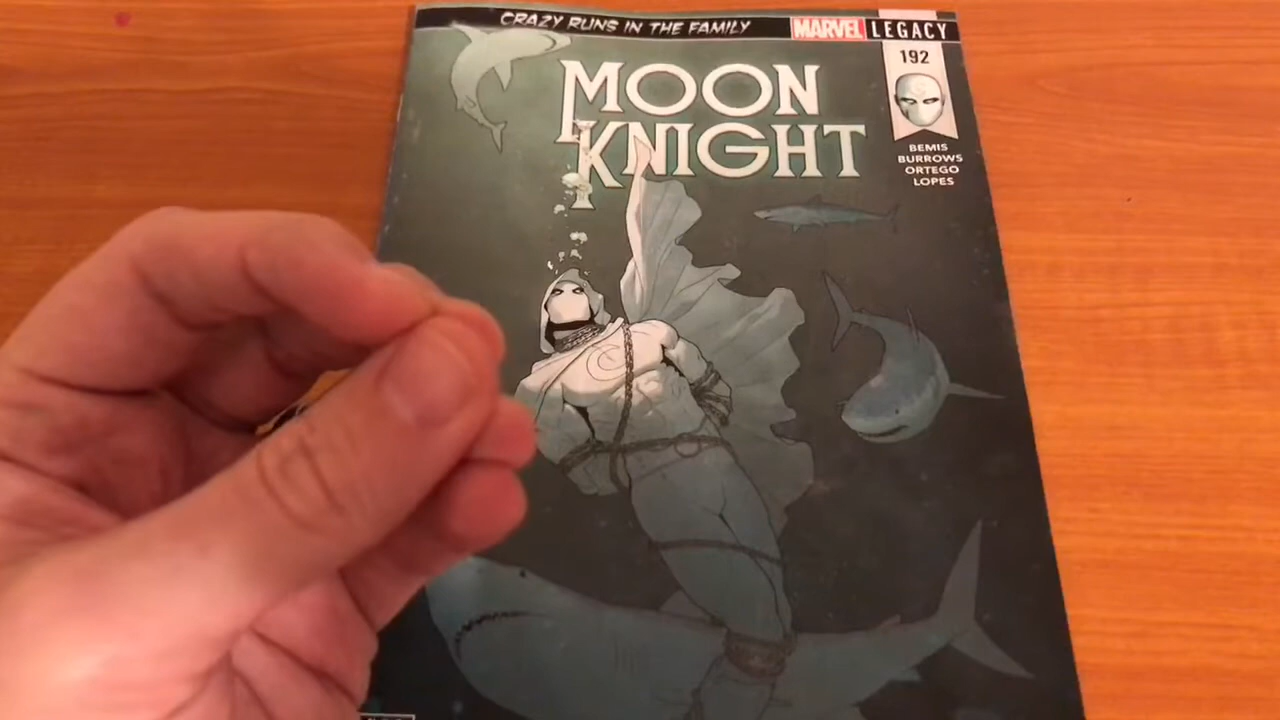 CRAZY RUNS IN THE FAMILY
MARVEL LEGACY
192
MOON
KNIGHT
BEMIS
BURROWS
ORTEGO
LOPES